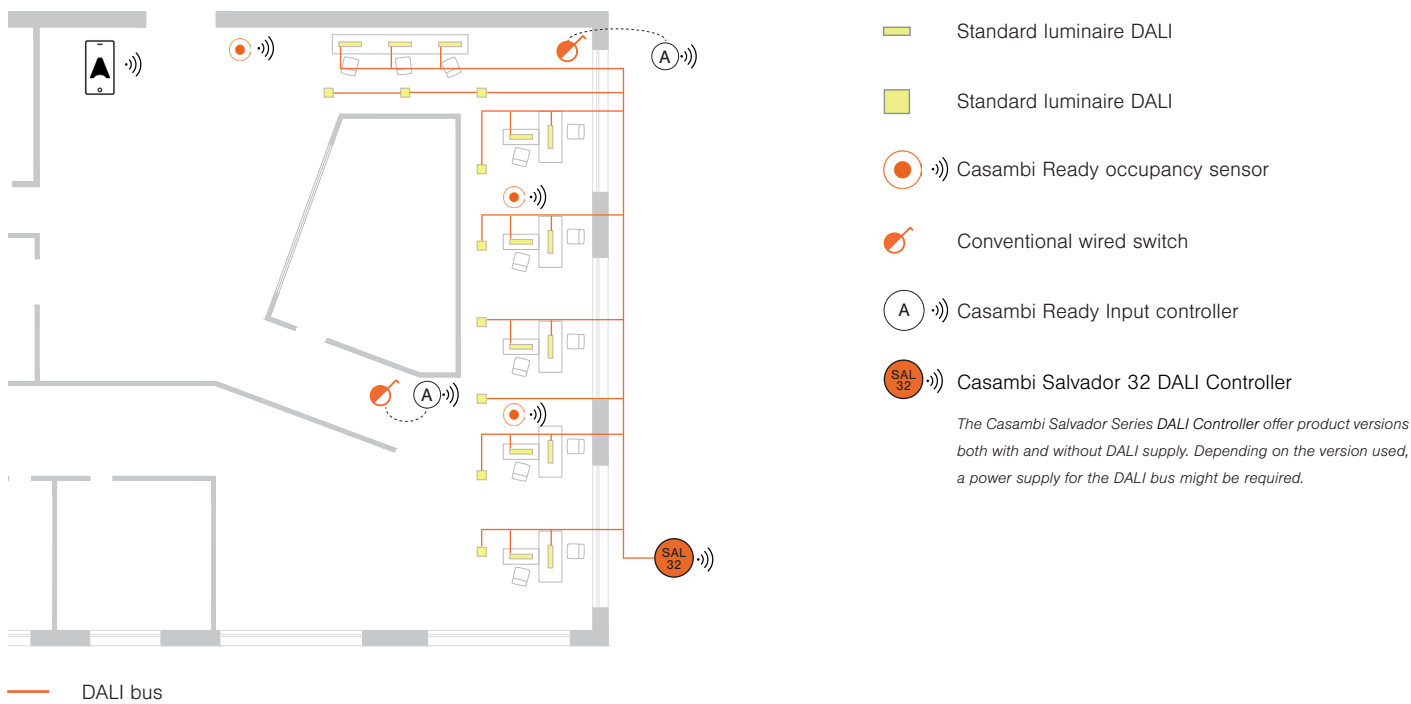 A
A
SAL
32
DALI bus
Standard luminaire DALI
Standard luminaire DALI
Casambi Ready occupancy sensor
Conventional wired switch
A
Casambi Ready Input controller
SAL
32
Casambi Salvador 32 DALI Controller
The Casambi Salvador Series DALI Controller offer product versions
both with and without DALI supply. Depending on the version used,
a power supply for the DALI bus might be required.